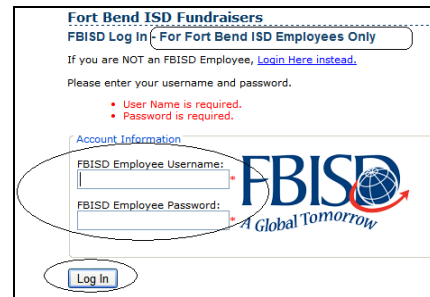 Fort Bend ISD Fundraisers
FBISD Log In - For Fort Bend ISD Employees Only
If you are NOT an FBISD Employee, Login Here instead.
Please enter your username and password.
• User Name is required.
• Password is required.
Account Information
FBISD Employee Username:
*
FBISD Employee Password:
*
FBISD
A Global Tomorrow
Log In